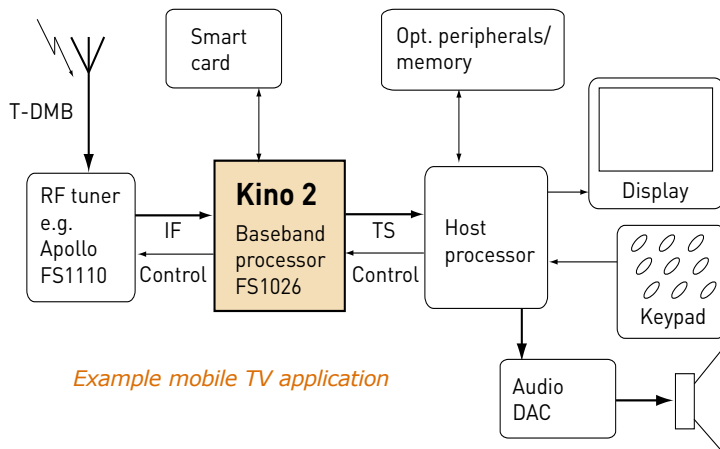 Smart
card
Opt. peripherals/
memory
T-DMB
Display
RF tuner
e.g.
Apollo
FS1110
IF
Control
Kino 2
Baseband
processor
FS1026
TS
Control
Host
processor
Keypad
Example mobile TV application
Audio
DAC